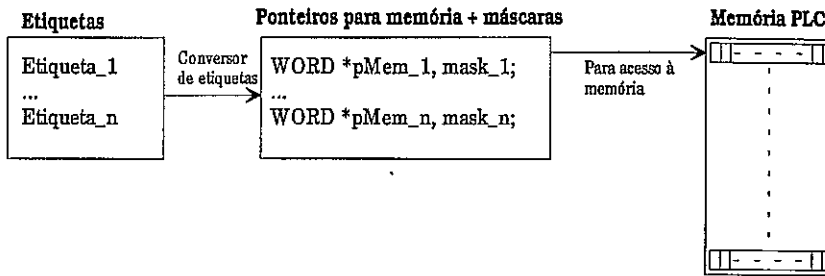 Etiquetas
Etiqueta_1
...
Etiqueta_n
Conversor
de etiquetas
Ponteiros para memória + máscaras
WORD *pMem_1, mask_1;
...
WORD *pMem_n, mask_n;
Para acesso à
memória
Memória PLC